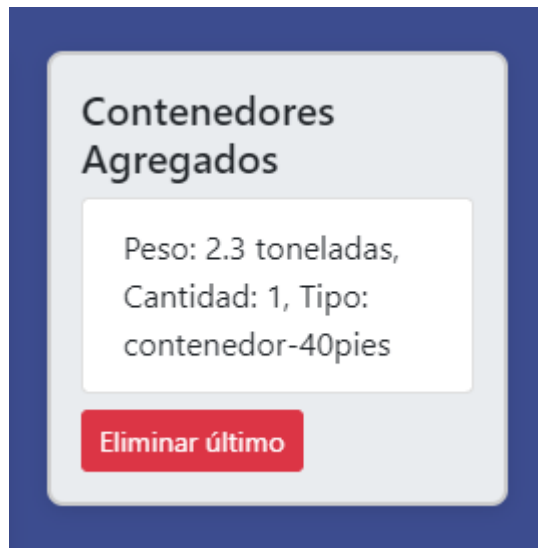 Contenedores
Agregados
Peso: 2.3 toneladas,
Cantidad: 1, Tipo:
contenedor-40pies
Eliminar último